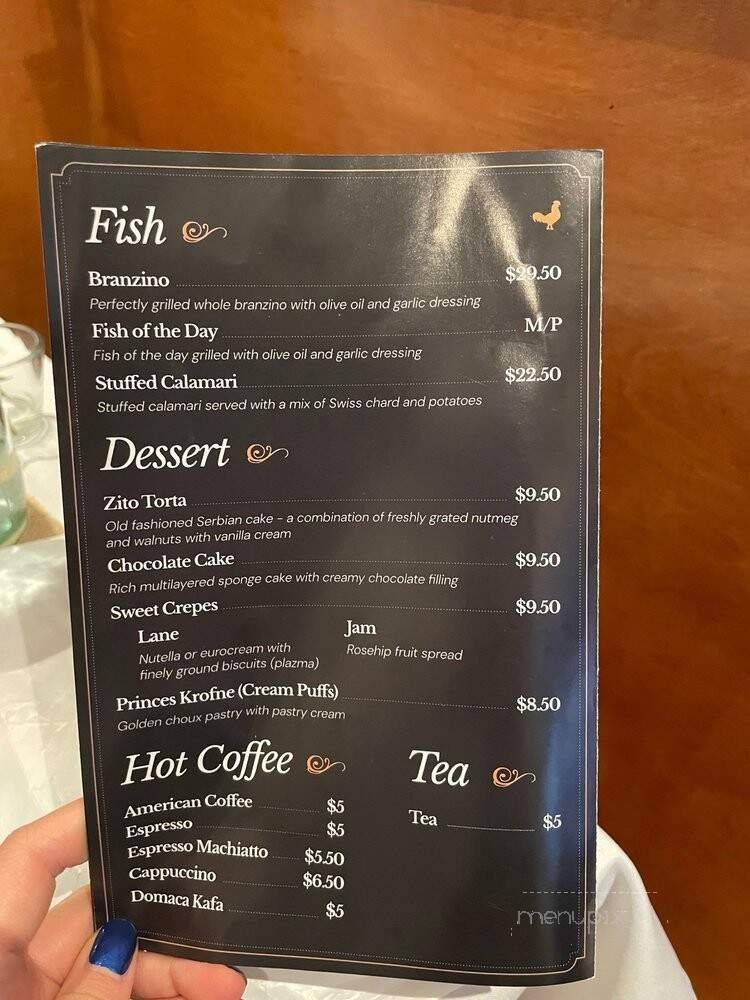 Fish
Branzino $29.50
Perfectly grilled whole branzino with olive oil and garlic dressing
Fish of the Day M/P
Fish of the day grilled with olive oil and garlic dressing
Stuffed Calamari $22.50
Stuffed calamari served with a mix of Swiss chard and potatoes
Dessert
Zito Torta $9.50
Old fashioned Serbian cake - a combination of freshly grated nutmeg
and walnuts with vanilla cream
Chocolate Cake $9.50
Rich multilayered sponge cake with creamy chocolate filling
Sweet Crepes $9.50
Lane
Nutella or eurocream with
finely ground biscuits (plazma)
Jam
Rosehip fruit spread
Princes Krofne (Cream Puffs) $8.50
Golden choux pastry with pastry cream
Hot Coffee
American Coffee $5
Espresso $5
Espresso Machiatto $5.50
Cappuccino $6.50
Domaca Kafa $5
Tea
Tea $5
menupix